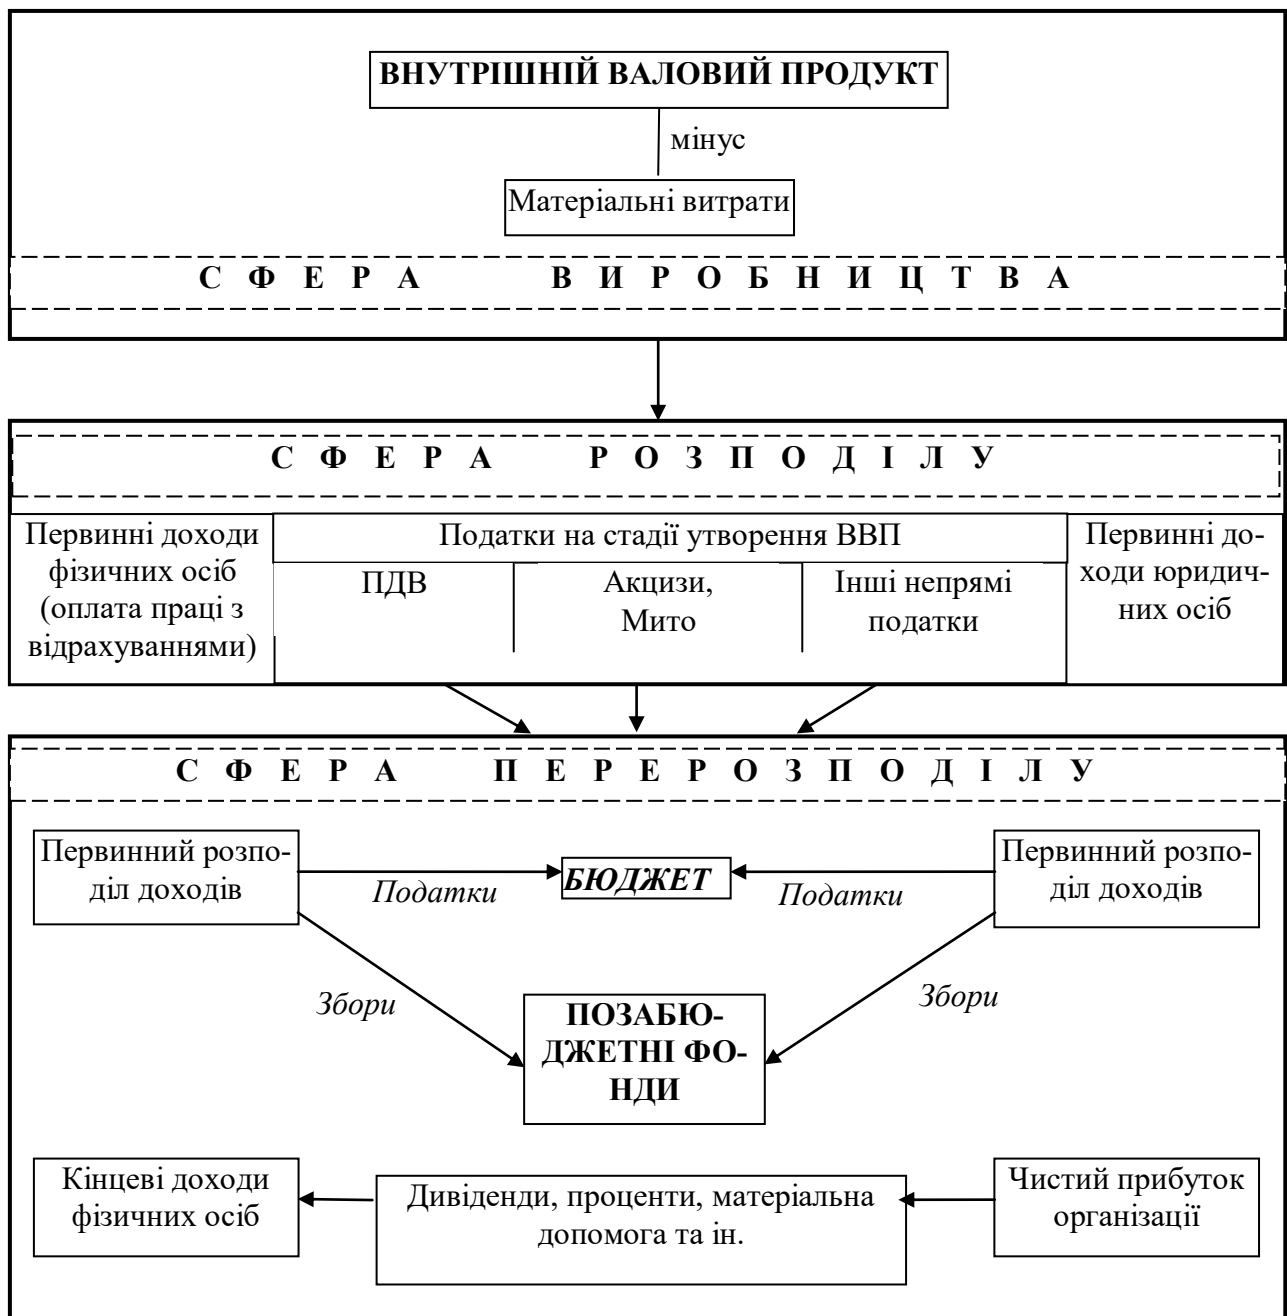 ВНУТРІШНІЙ ВАЛОВИЙ ПРОДУКТ
мінус
Матеріальні витрати
С Ф Е Р А В И Р О Б Н И Ц Т В А
С Ф Е Р А Р О З П О Д І Л У
Первинні доходи
фізичних осіб
(оплата праці з
відрахуваннями)
Податки на стадії утворення ВВП
ПДВ
Акцизи,
Мито
Інші непрямі
податки
Первинні до-
ходи юридич-
них осіб
С Ф Е Р А П Е Р Е Р О З П О Д І Л У
Первинний розпо-
діл доходів
Податки
БЮДЖЕТ
Податки
Первинний розпо-
діл доходів
Збори
ПОЗАБЮ-
ДЖЕТНІ ФО-
НДИ
Збори
Кінцеві доходи
фізичних осіб
Дивіденди, проценти, матеріальна
допомога та ін.
Чистий прибуток
організації